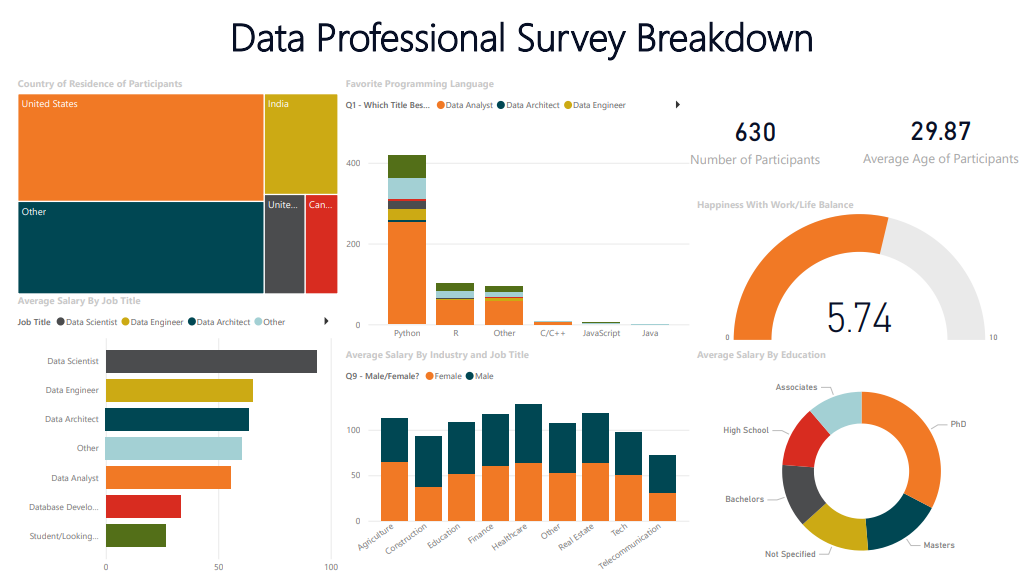 Data Professional Survey Breakdown
Country of Residence of Participants
United States
India
Other
Unite...
Can...
Favorite Programming Language
Q1 - Which Title Bes... Data Analyst Data Architect Data Engineer
400
200
0
Python R Other C/C++ JavaScript Java
630
Number of Participants
29.87
Average Age of Participants
Happiness With Work/Life Balance
5.74
0
10
Average Salary By Job Title
Job Title Data Scientist Data Engineer Data Architect Other
Data Scientist
Data Engineer
Data Architect
Other
Data Analyst
Database Develo...
Student/Looking...
0 50 100
Average Salary By Industry and Job Title
Q9 - Male/Female? Female Male
100
50
0
Agriculture Construction Education Finance Healthcare Other Real Estate Tech Telecommunication
Average Salary By Education
Associates
PhD
High School
Bachelors
Not Specified
Masters